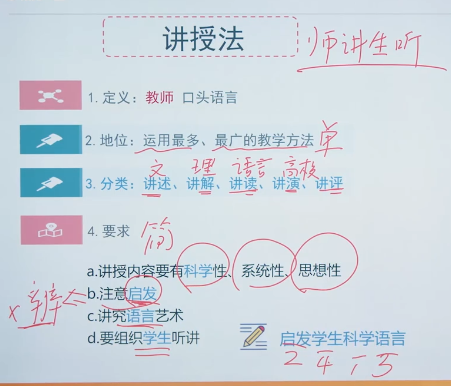 讲授法 师讲生听
1. 定义：教师 口头语言
2. 地位：运用最多、最广的教学方法 单
文 理 语言 高校
3. 分类：讲述、讲解、讲读、讲演、讲评
4. 要求 简
a.讲授内容要有科学性、系统性、思想性
b.注意启发
× 辨
c.讲究语言艺术
d.要组织学生听讲
启发学生科学语言
2 4 1 3